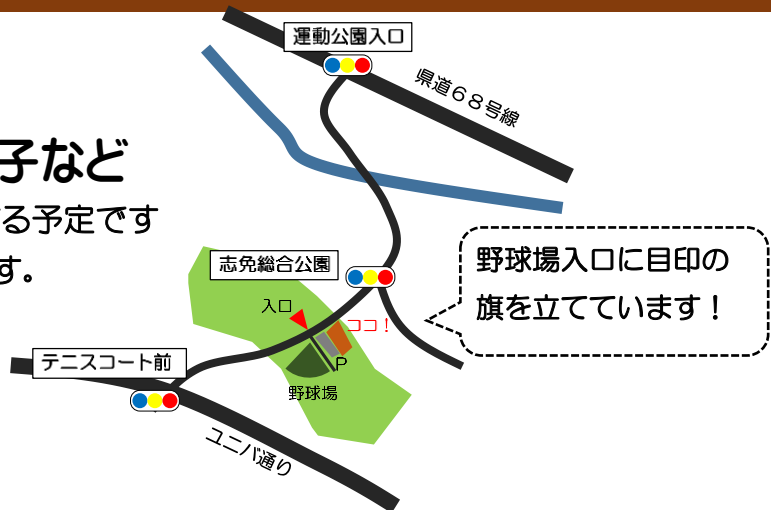 運動公園入口
県道68号線
子など
る予定です
す。
志免総合公園
野球場入口に目印の
旗を立てています！
入口
ココ！
テニスコート前
P
野球場
ユニバ通り